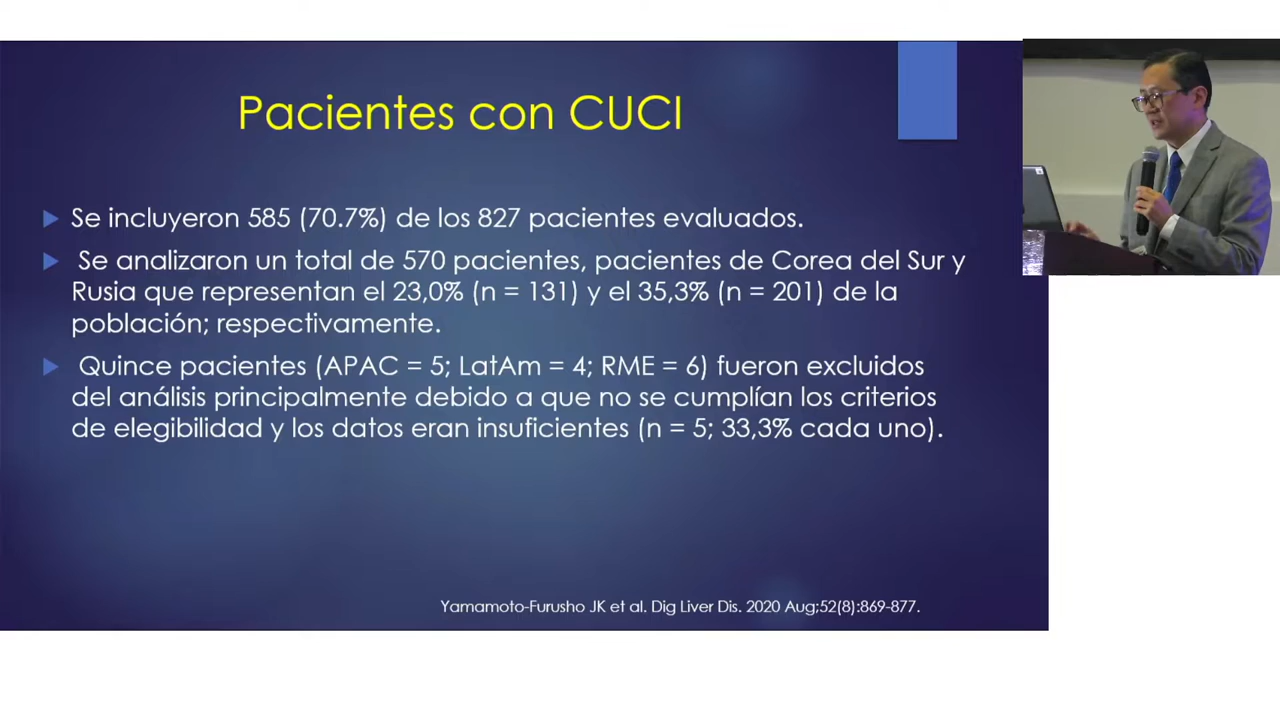 Pacientes con CUCI
Se incluyeron 585 (70.7%) de los 827 pacientes evaluados.
Se analizaron un total de 570 pacientes, pacientes de Corea del Sur y
Rusia que representan el 23,0% (n = 131) y el 35,3% (n = 201) de la
población; respectivamente.
Quince pacientes (APAC = 5; LatAm = 4; RME = 6) fueron excluidos
del análisis principalmente debido a que no se cumplían los criterios
de elegibilidad y los datos eran insuficientes (n = 5; 33,3% cada uno).
Yamamoto-Furusho JK et al. Dig Liver Dis. 2020 Aug;52(8):869-877.